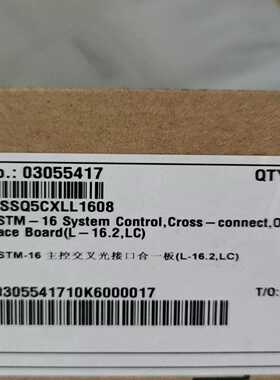 o.: 03055417 QTY
SSQ5CXLL1608
STM-16 System Control,Cross-connect,O
ace Board(L-16.2,LC)
STM-16 主控交叉光接口合一板(L-16.2,LC)
0305541710K6000017 T/O: